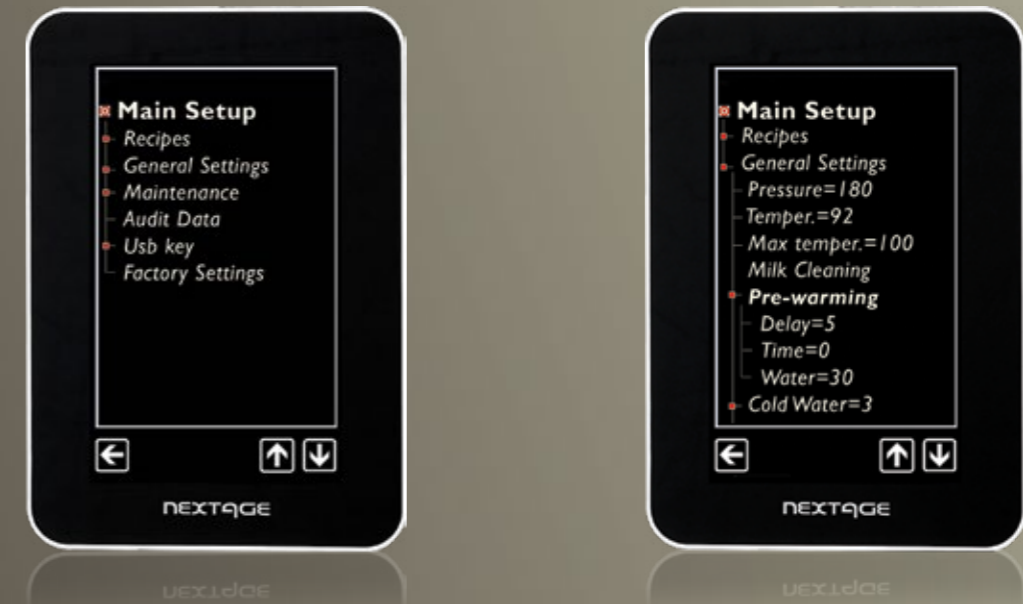 Main Setup
Recipes
General Settings
Maintenance
Audit Data
Usb key
Factory Settings
NEXTAGE
Main Setup
Recipes
General Settings
Pressure=180
Temper.=92
Max temper.=100
Milk Cleaning
Pre-warming
Delay=5
Time=0
Water=30
Cold Water=3
NEXTAGE